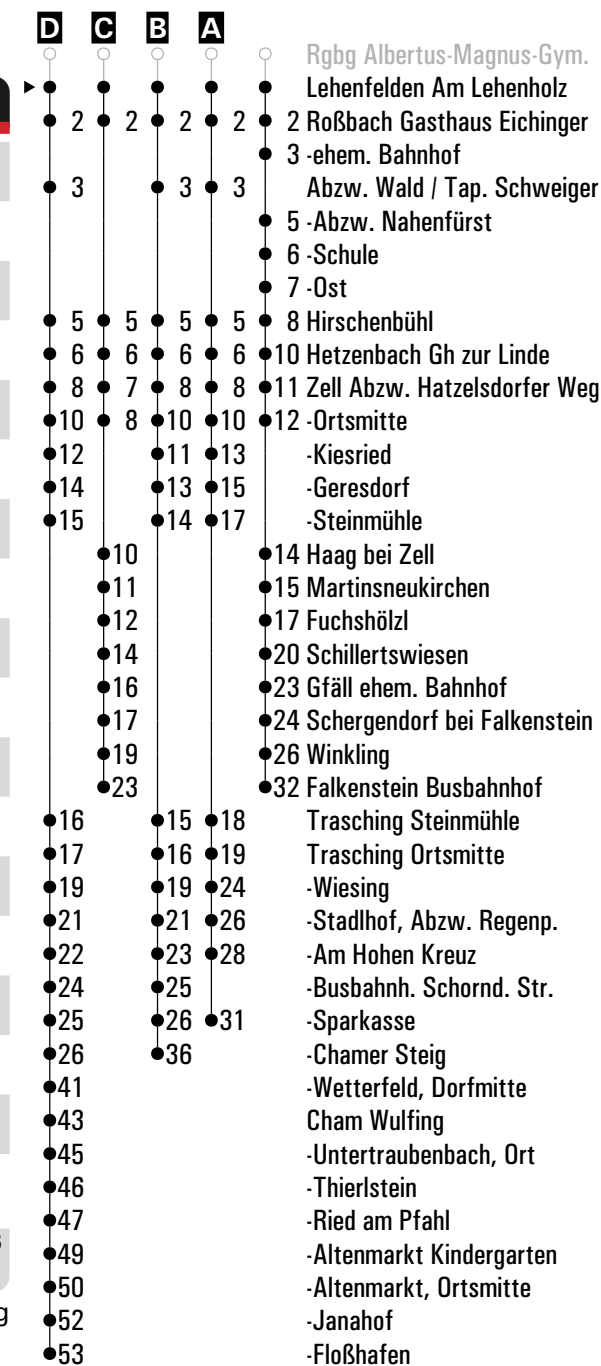 D C B A
Rgbg Albertus-Magnus-Gym.
Lehenfelden Am Lehenholz
2 2 2 2 2 Roßbach Gasthaus Eichinger
3 -ehem. Bahnhof
3 3 3 Abzw. Wald / Tap. Schweiger
5 -Abzw. Nahenfürst
6 -Schule
7 -Ost
5 5 5 5 8 Hirschenbühl
6 6 6 6 10 Hetzenbach Gh zur Linde
8 7 8 8 11 Zell Abzw. Hatzelsdorfer Weg
10 8 10 10 12 -Ortsmitte
12 11 13 -Kiesried
14 13 15 -Geresdorf
15 14 17 -Steinmühle
10 14 Haag bei Zell
11 15 Martinsneukirchen
12 17 Fuchshölzl
14 20 Schillertswiesen
16 23 Gfäll ehem. Bahnhof
17 24 Schergendorf bei Falkenstein
19 26 Winkling
23 32 Falkenstein Busbahnhof
16 15 18 Trasching Steinmühle
17 16 19 Trasching Ortsmitte
19 19 24 -Wiesing
21 21 26 -Stadlhof, Abzw. Regenp.
22 23 28 -Am Hohen Kreuz
24 25 -Busbahnh. Schornd. Str.
25 26 31 -Sparkasse
26 36 -Chamer Steig
41 -Wetterfeld, Dorfmitte
43 Cham Wulfing
45 -Untertraubenbach, Ort
46 -Thierlstein
47 -Ried am Pfahl
49 -Altenmarkt Kindergarten
50 -Altenmarkt, Ortsmitte
52 -Janahof
53 -Floßhafen